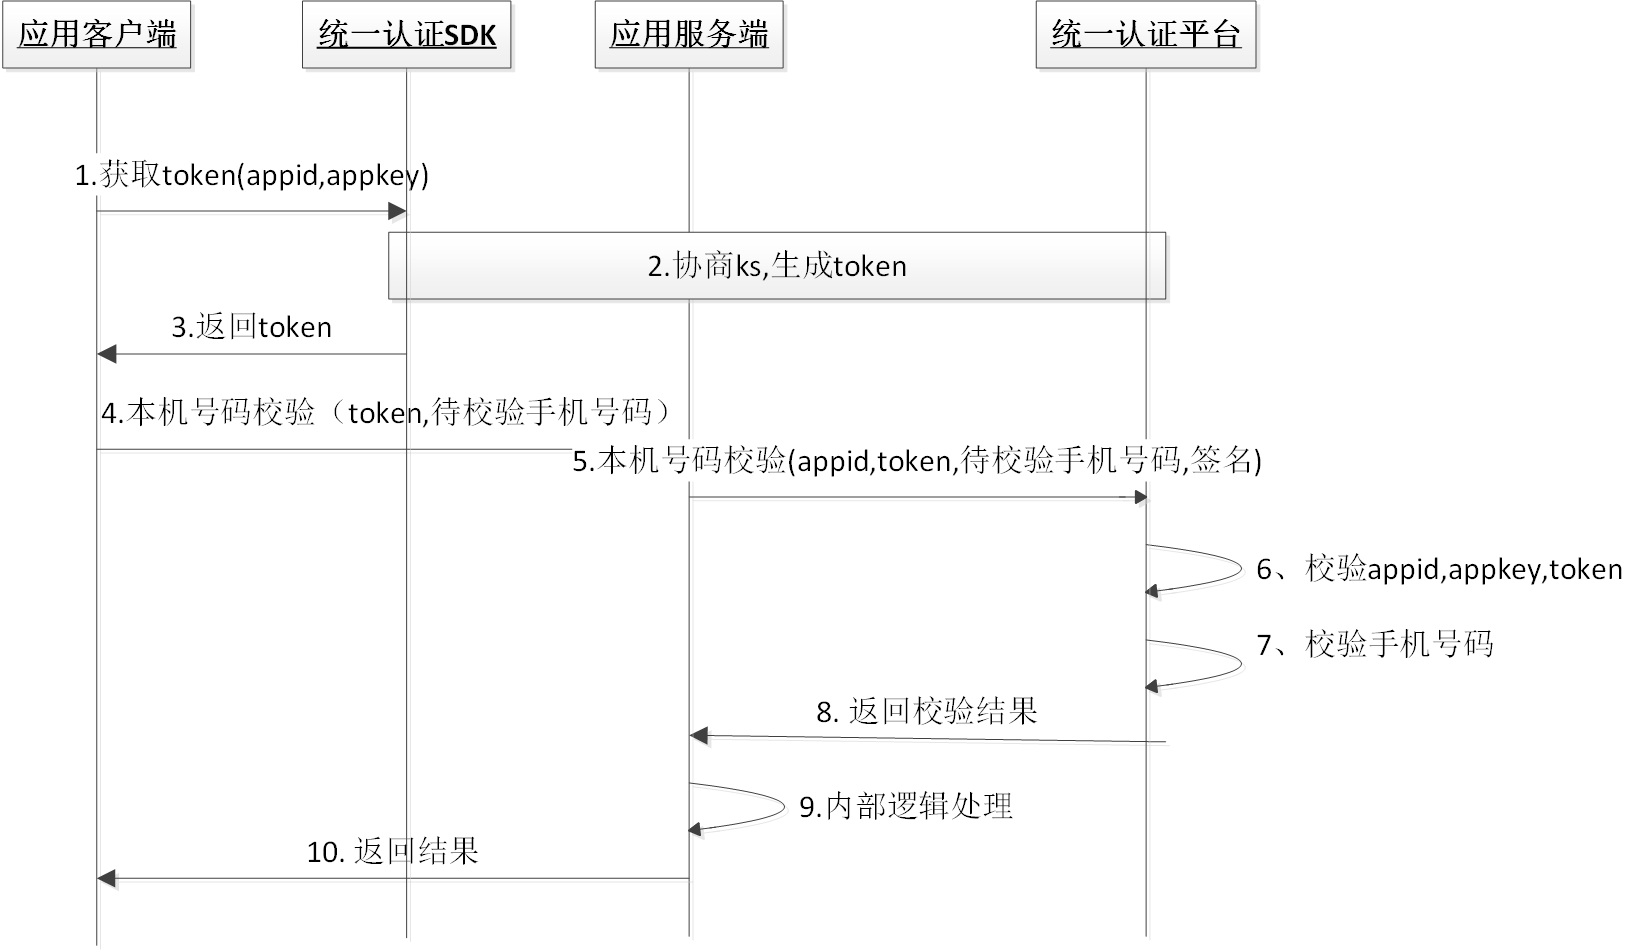 应用客户端
统一认证SDK
应用服务端
统一认证平台
1.获取token(appid,appkey)
2.协商ks,生成token
3.返回token
4.本机号码校验（token,待校验手机号码）
5.本机号码校验(appid,token,待校验手机号码,签名)
6、校验appid,appkey,token
7、校验手机号码
8. 返回校验结果
9.内部逻辑处理
10. 返回结果